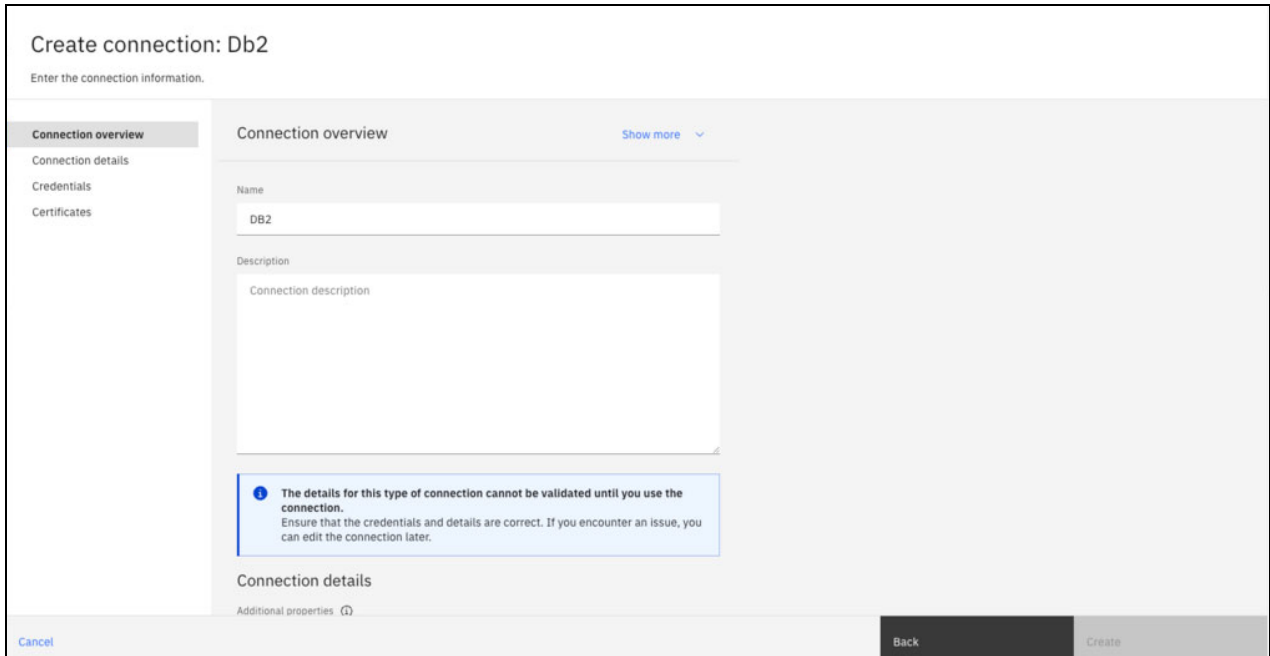 Create connection: Db2
Enter the connection information.
Connection overview
Connection details
Credentials
Certificates
Connection overview
Show more
Name
DB2
Description
Connection description
The details for this type of connection cannot be validated until you use the
connection.
Ensure that the credentials and details are correct. If you encounter an issue, you
can edit the connection later.
Connection details
Additional properties
Cancel
Back
Create